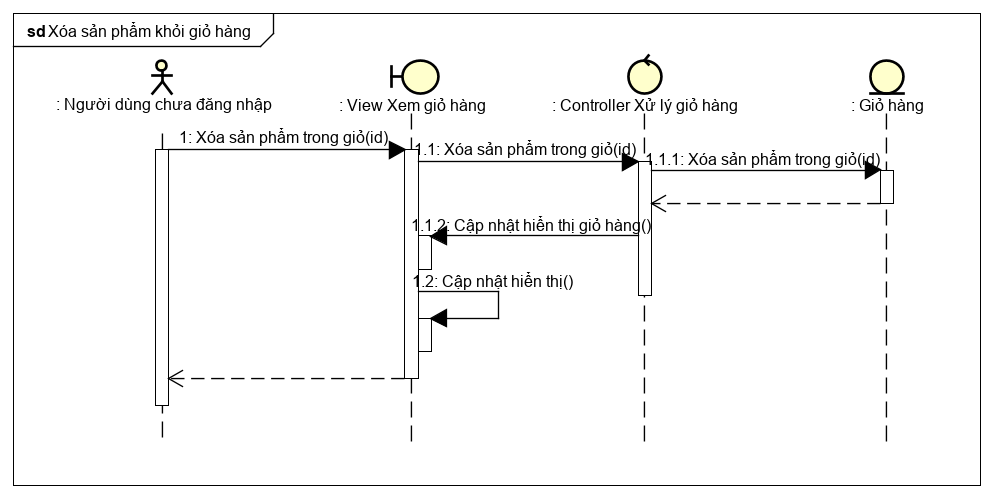 sd Xóa sản phẩm khỏi giỏ hàng
: Người dùng chưa đăng nhập
: View Xem giỏ hàng
: Controller Xử lý giỏ hàng
: Giỏ hàng
1: Xóa sản phẩm trong giỏ(id)
1.1: Xóa sản phẩm trong giỏ(id)
1.1.1: Xóa sản phẩm trong giỏ(id)
1.1.2: Cập nhật hiển thị giỏ hàng()
1.2: Cập nhật hiển thị()